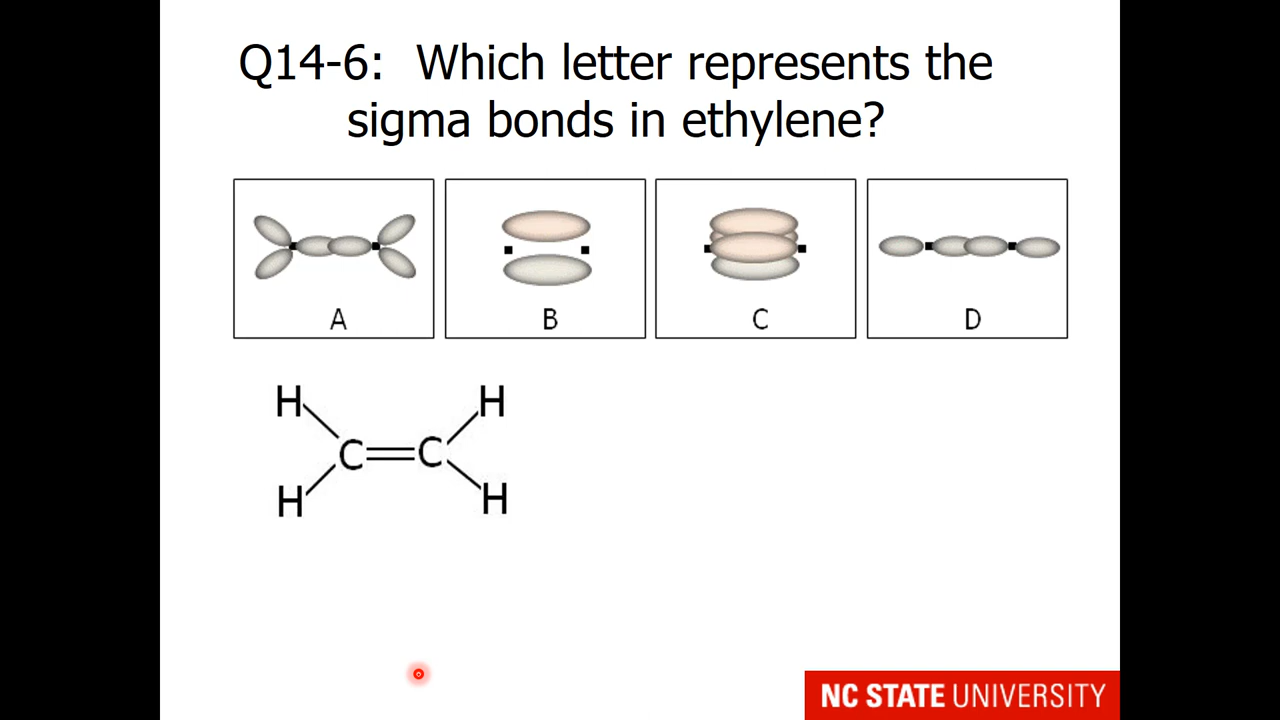 Q14-6: Which letter represents the
sigma bonds in ethylene?
A B C D
H H
C C
H H
NC STATE UNIVERSITY